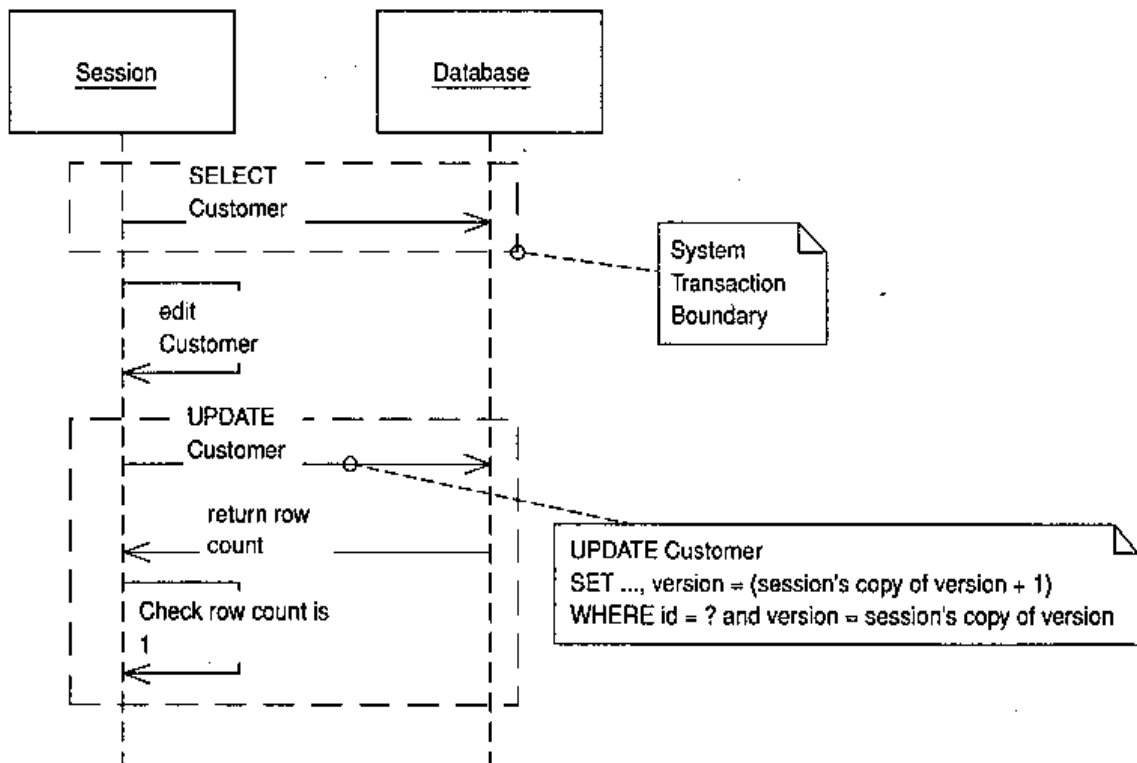 Session
Database
SELECT
Customer
System
Transaction
Boundary
edit
Customer
UPDATE
Customer
return row
count
UPDATE Customer
SET ..., version = (session's copy of version + 1)
WHERE id = ? and version = session's copy of version
Check row count is
1